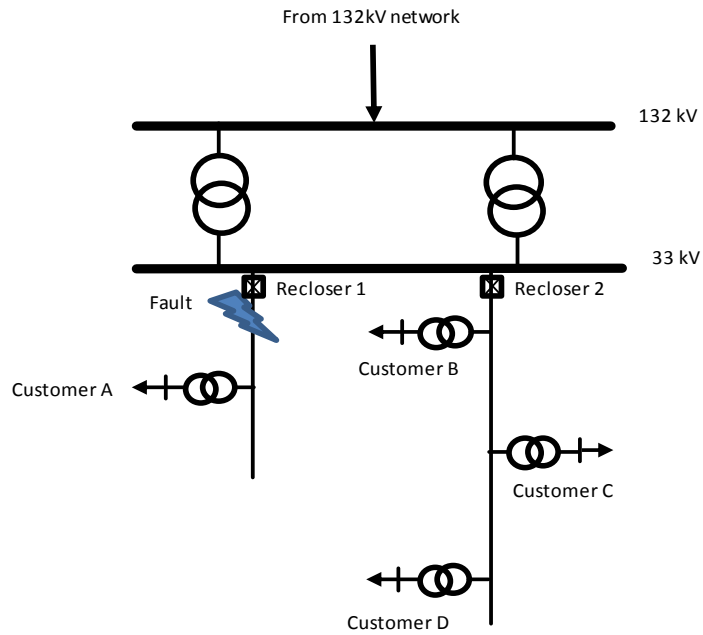 From 132kV network
132 kV
33 kV
Recloser 1
Recloser 2
Fault
Customer B
Customer A
Customer C
Customer D